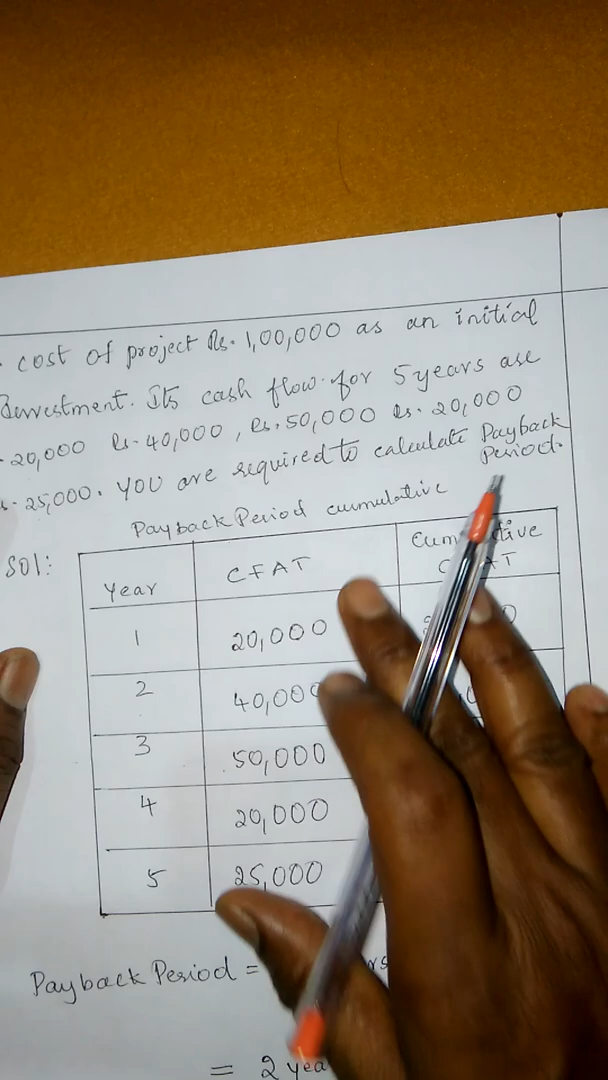 cost of project Rs. 1,00,000 as an initial
Investment. Its cash flow for 5 years are
20,000 Rs. 40,000, Rs. 50,000 Rs. 20,000
25,000. YOU are required to calculate Payback Period.
Payback Period cumulative
Sol:
Year CFAT
1 20,000
2 40,000
3 50,000
4 20,000
5 25,000
Payback Period =
= 2